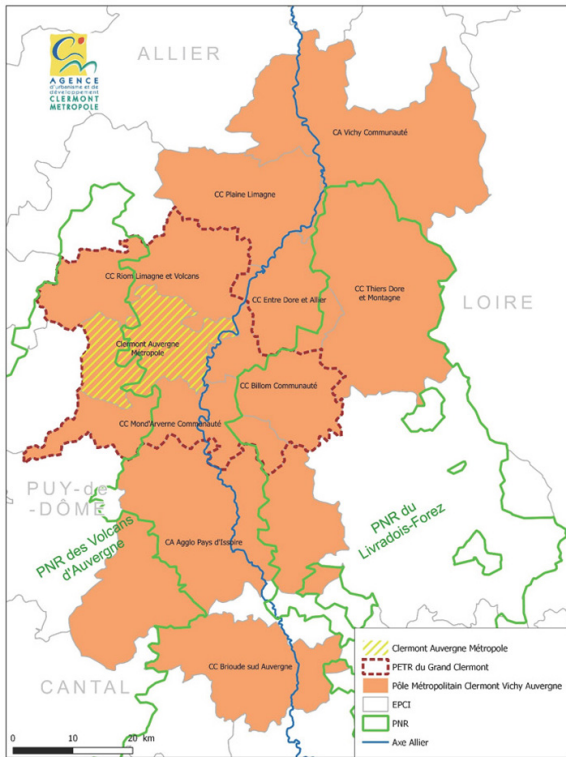 AGENCE
d'urbanisme et de
développement
CLERMONT
METROPOLE
ALLIER
CA Vichy Communauté
CC Plaine Limagne
CC Riom Limagne et Volcans
CC Entre Dore et Allier
CC Thiers Dore
et Montagne
LOIRE
Clermont Auvergne
Métropole
CC Billom Communauté
CC Mond'Arverne Communauté
PUY-de
-DÔME
PNR des Volcans
d'Auvergne
CA Agglo Pays d'Issoire
PNR du
Livradois-Forez
CC Brioude sud Auvergne
CANTAL
Clermont Auvergne Métropole
PETR du Grand Clermont
Pôle Métropolitain Clermont Vichy Auvergne
EPCI
PNR
Axe Allier
0 10 20 km